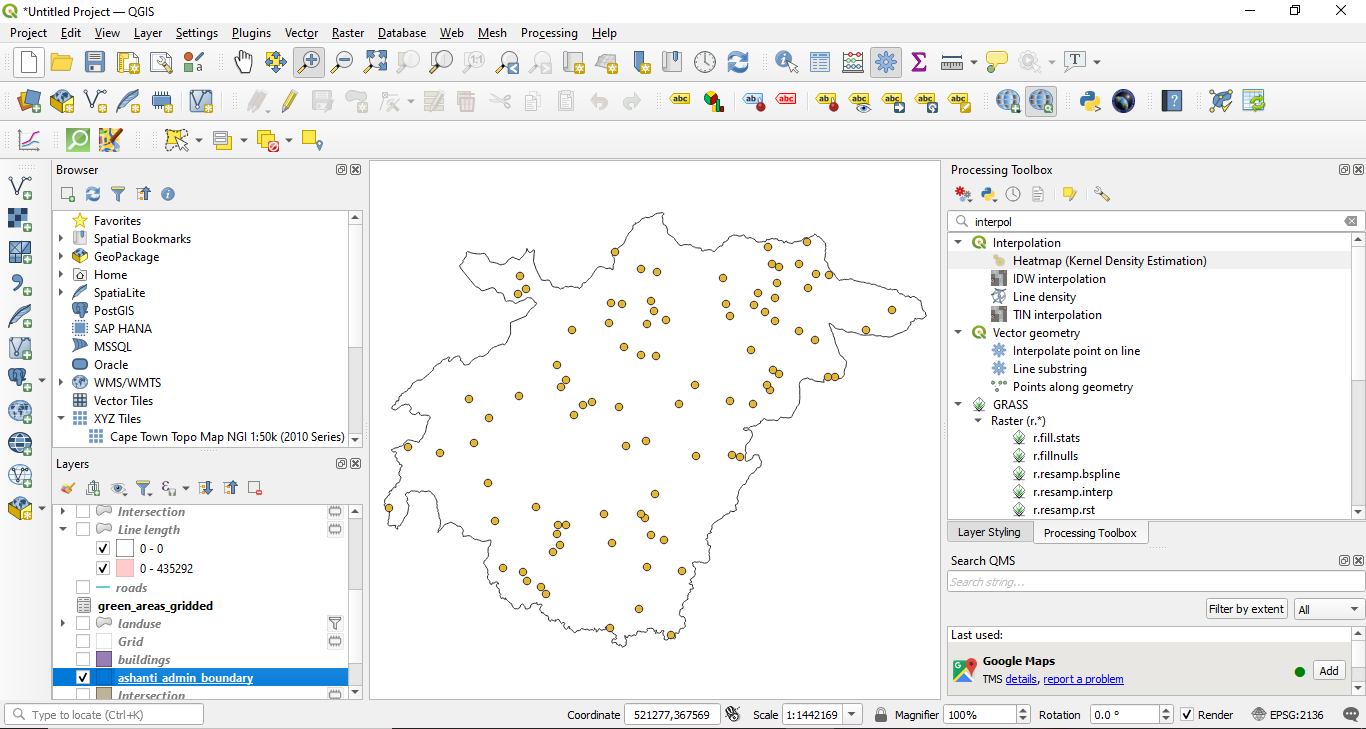 *Untitled Project — QGIS
Project Edit View Layer Settings Plugins Vector Raster Database Web Mesh Processing Help
Browser
Favorites
Spatial Bookmarks
GeoPackage
Home
SpatiaLite
PostGIS
SAP HANA
MSSQL
Oracle
WMS/WMTS
Vector Tiles
XYZ Tiles
Cape Town Topo Map NGI 1:50k (2010 Series)
Layers
Intersection
Line length
0 - 0
0 - 435292
roads
green_areas_gridded
landuse
Grid
buildings
ashanti_admin_boundary
Intersection
Processing Toolbox
interpol
Interpolation
Heatmap (Kernel Density Estimation)
IDW interpolation
Line density
TIN interpolation
Vector geometry
Interpolate point on line
Line substring
Points along geometry
GRASS
Raster (r.*)
r.fill.stats
r.fillnulls
r.resamp.bspline
r.resamp.interp
r.resamp.rst
Layer Styling Processing Toolbox
Search QMS
Search string...
Filter by extent All
Last used:
Google Maps
TMS details, report a problem
Add
Type to locate (Ctrl+K) Coordinate 521277,367569 Scale 1:1442169 Magnifier 100% Rotation 0.0 ° Render EPSG:2136